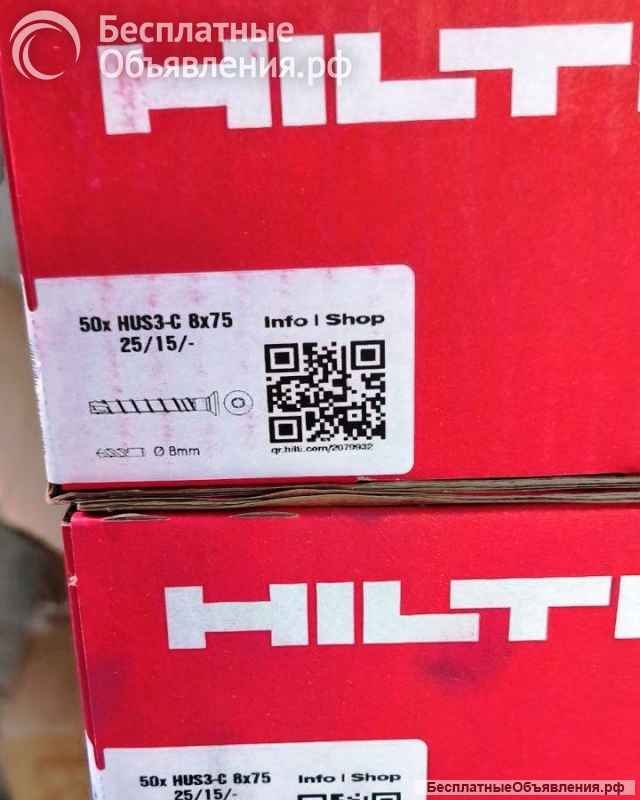 Бесплатные
Объявления.рф
HILT
50x HUS3-C 8x75
25/15/-
Info | Shop
Ø 8mm
qr.hilti.com/2079932
HILTI
50x HUS3-C 8x75
25/15/-
Info | Shop
БесплатныеОбъявления.рф